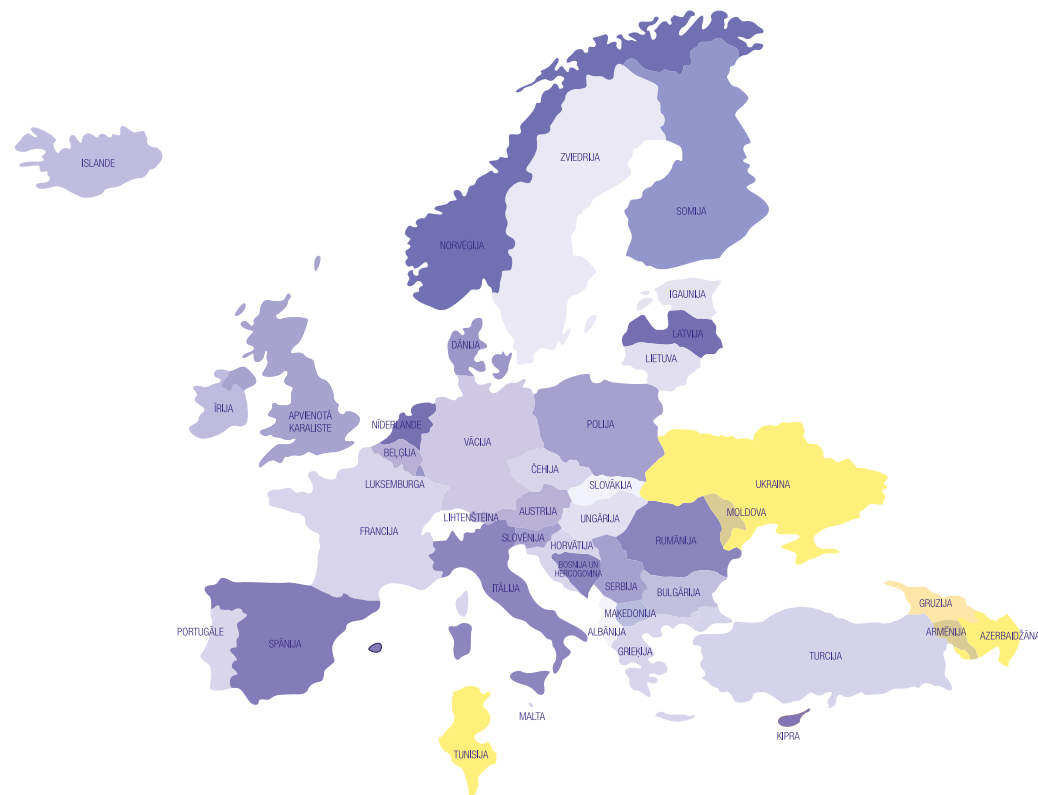 ISLANDE
ZVIEDRIJA
SOMIJA
NORVĒĢIJA
IGAUNIJA
LATVIJA
DĀNIJA
LIETUVA
ĪRIJA
APVIENOTĀ
KARALISTE
NĪDERLANDE
POLIJA
VĀCIJA
BEĻĢIJA
ČEHIJA
LUKSEMBURGA
SLOVĀKIJA
UKRAINA
MOLDOVA
AUSTRIJA
LIHTENŠTEINA
UNGĀRIJA
FRANCIJA
SLOVĒNIJA
RUMĀNIJA
HORVĀTIJA
BOSNIJA UN
HERCOGOVINA
ITĀLIJA
SERBIJA
BULGĀRIJA
GRUZIJA
MAKEDONIJA
PORTUGĀLE
ALBĀNIJA
ARMĒNIJA
AZERBAIDŽĀNA
SPĀNIJA
GRIEĶIJA
TURCIJA
MALTA
KIPRA
TUNISIJA